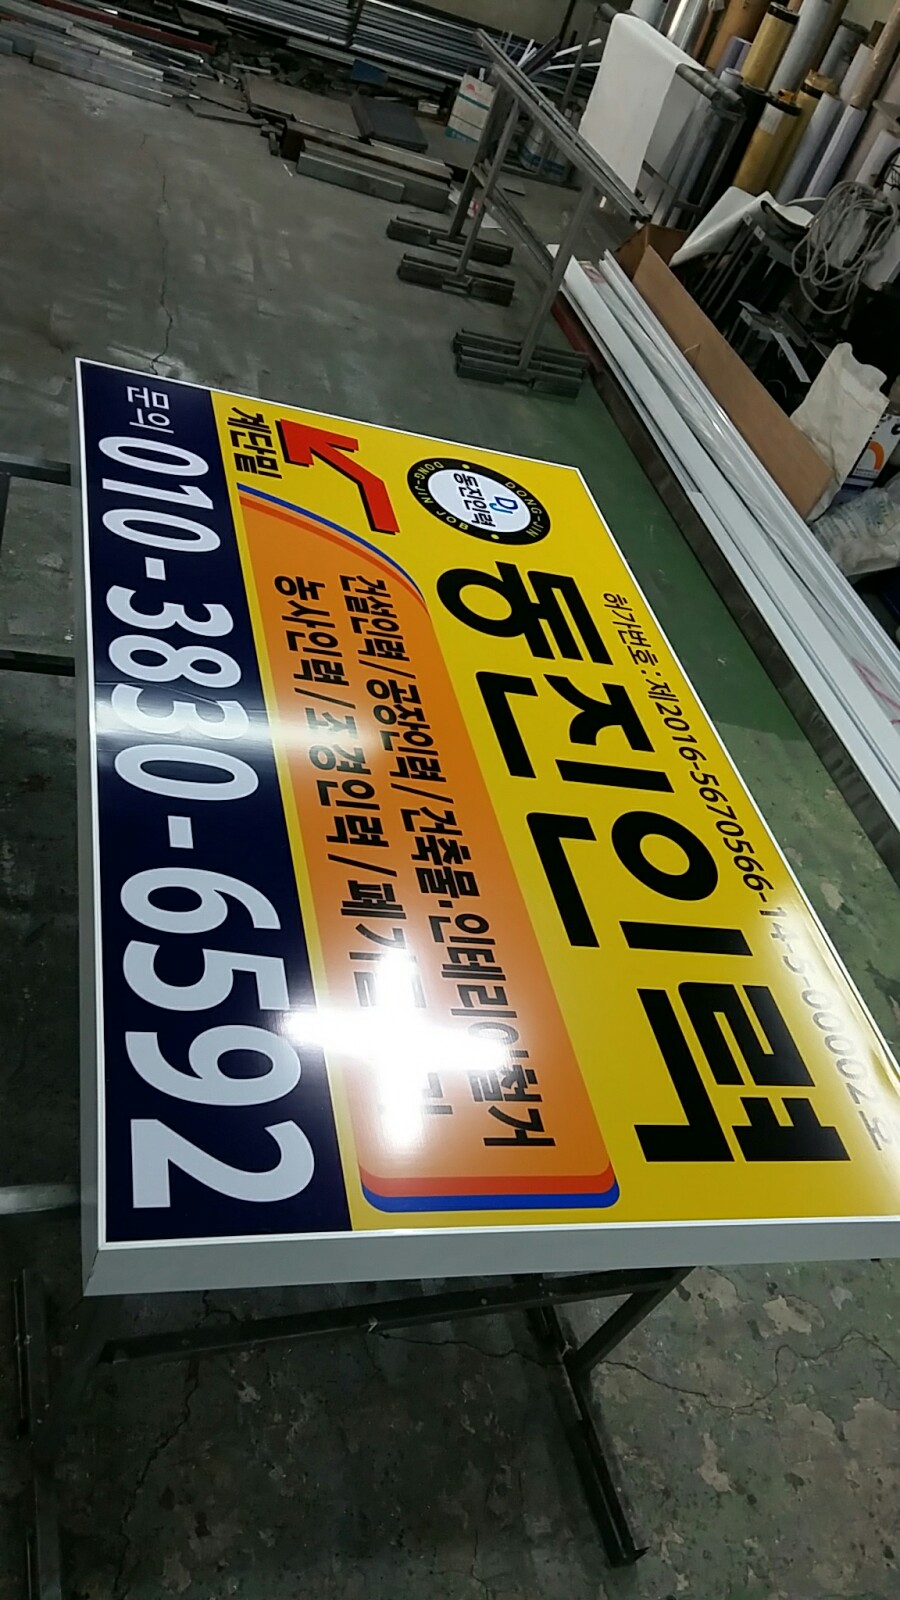 허가번호 : 제2016-5670566-14-5-00002호
DONG-JIN JOB
DONG-JIN
DJ
동진인력
동진인력
건설인력 / 공장인력 / 건축물.인테리어철거
농사인력 / 조경인력 / 폐기물
계단밑
문의 010-3830-6592